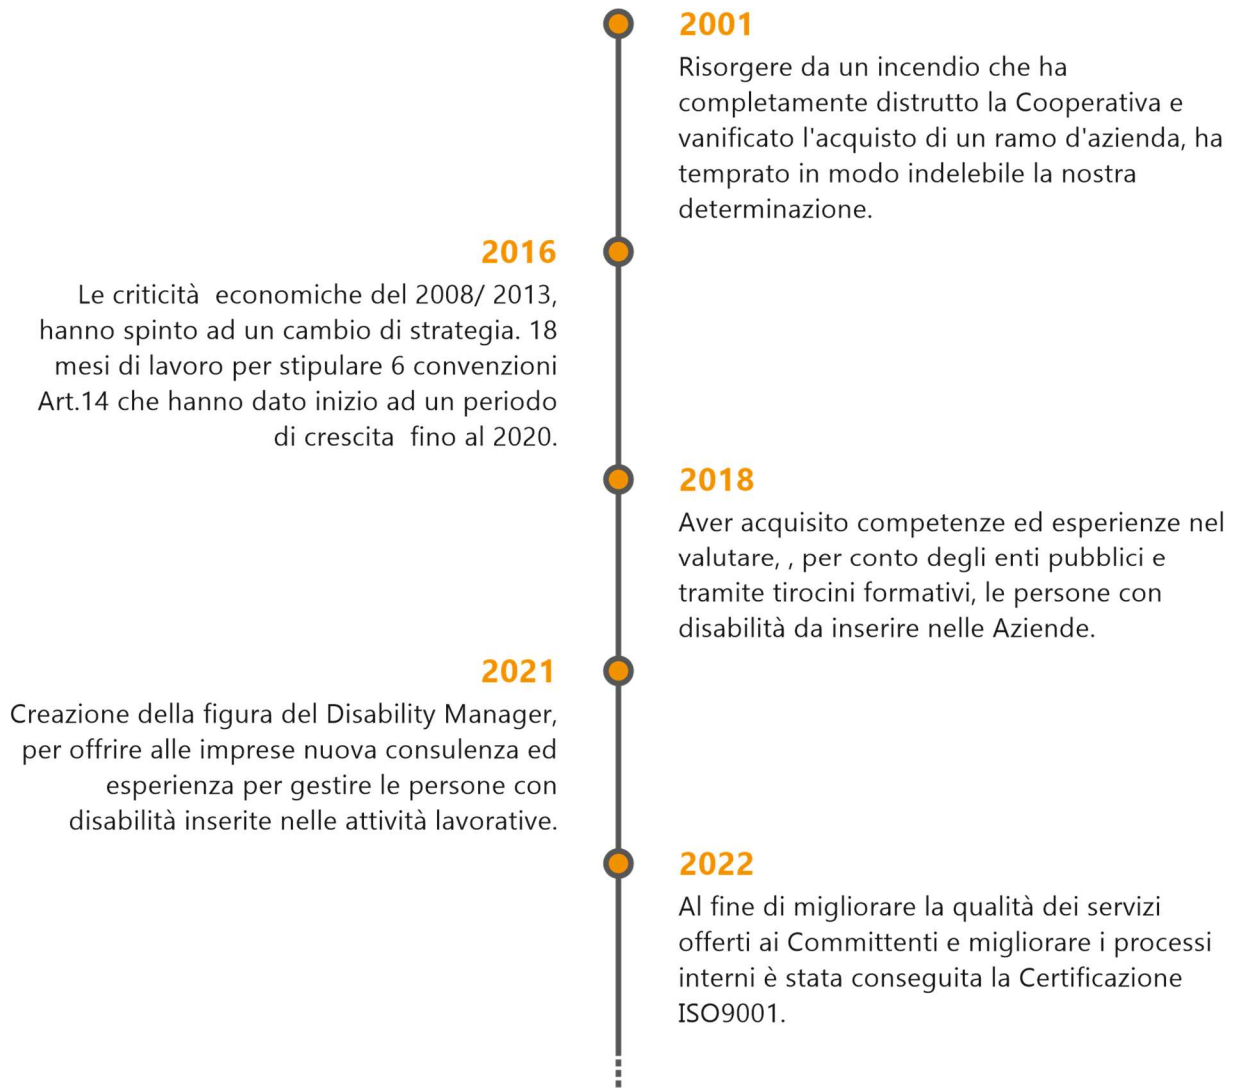 2001
Risorgere da un incendio che ha
completamente distrutto la Cooperativa e
vanificato l'acquisto di un ramo d'azienda, ha
temprato in modo indelebile la nostra
determinazione.
2016
Le criticità  economiche del 2008/ 2013,
hanno spinto ad un cambio di strategia. 18
mesi di lavoro per stipulare 6 convenzioni
Art.14 che hanno dato inizio ad un periodo
di crescita  fino al 2020.
2018
Aver acquisito competenze ed esperienze nel
valutare, , per conto degli enti pubblici e
tramite tirocini formativi, le persone con
disabilità da inserire nelle Aziende.
2021
Creazione della figura del Disability Manager,
per offrire alle imprese nuova consulenza ed
esperienza per gestire le persone con
disabilità inserite nelle attività lavorative.
2022
Al fine di migliorare la qualità dei servizi
offerti ai Committenti e migliorare i processi
interni è stata conseguita la Certificazione
ISO9001.